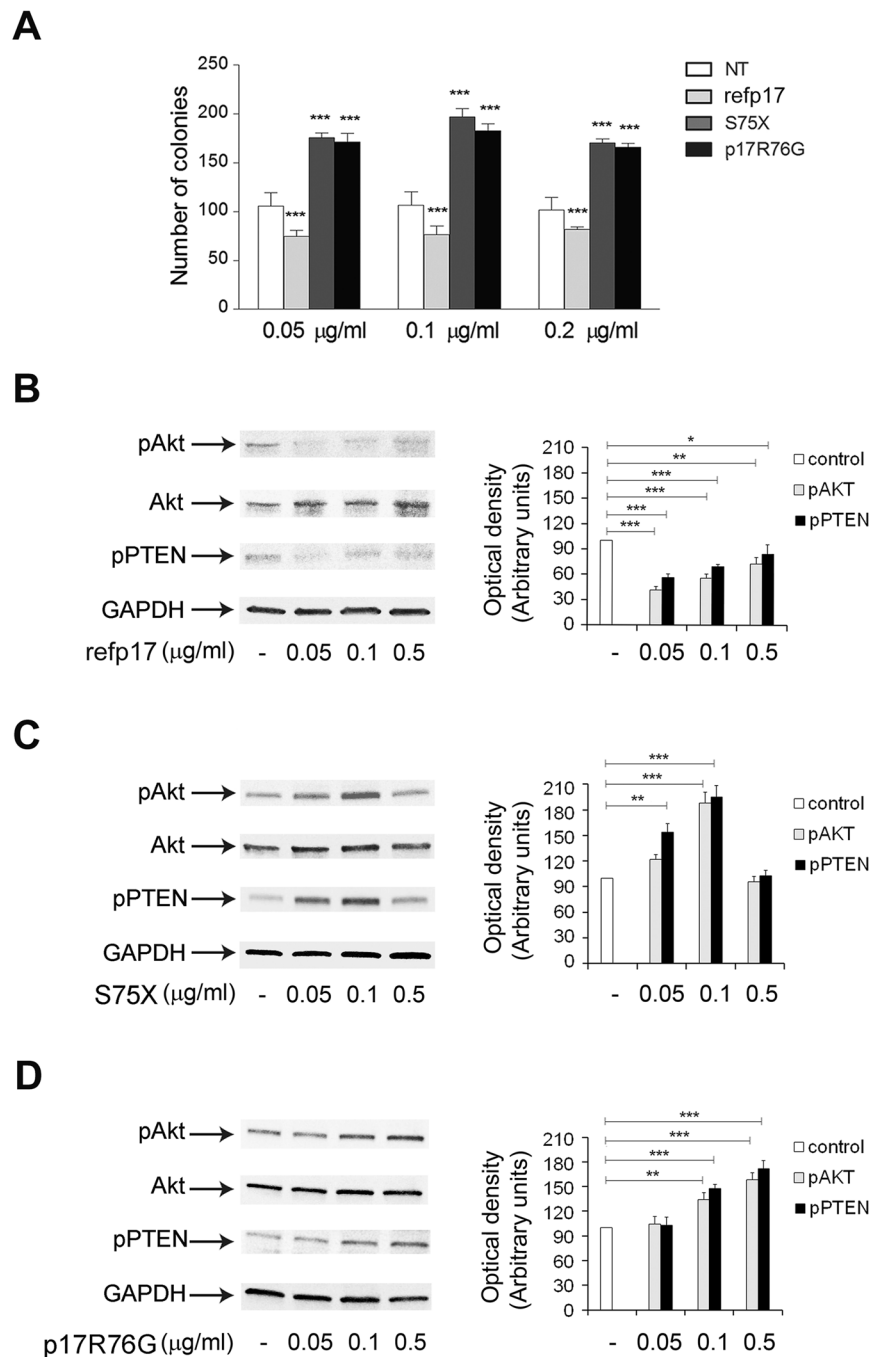 A
Number of colonies
250
200
150
100
50
0
*** *** ***
*** *** ***
*** *** ***
0.05 µg/ml 0.1 µg/ml 0.2 µg/ml
NT
refp17
S75X
p17R76G
B
pAkt
Akt
pPTEN
GAPDH
refp17 (µg/ml) - 0.05 0.1 0.5
Optical density
(Arbitrary units)
210
180
150
120
90
60
30
0
*
**
***
***
***
***
- 0.05 0.1 0.5
control
pAKT
pPTEN
C
pAkt
Akt
pPTEN
GAPDH
S75X (µg/ml) - 0.05 0.1 0.5
Optical density
(Arbitrary units)
210
180
150
120
90
60
30
0
***
***
**
- 0.05 0.1 0.5
control
pAKT
pPTEN
D
pAkt
Akt
pPTEN
GAPDH
p17R76G (µg/ml) - 0.05 0.1 0.5
Optical density
(Arbitrary units)
210
180
150
120
90
60
30
0
***
***
***
**
- 0.05 0.1 0.5
control
pAKT
pPTEN